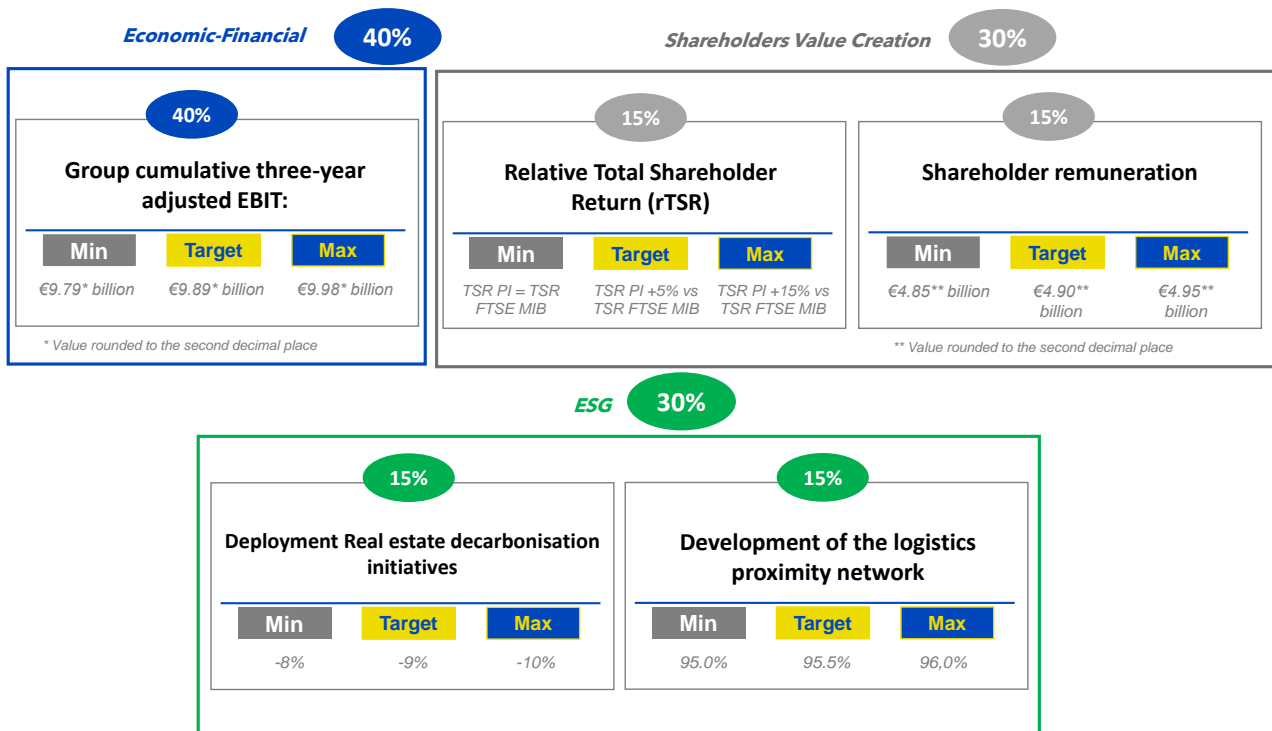 Economic-Financial
40%
Shareholders Value Creation
30%
40%
Group cumulative three-year
adjusted EBIT:
Min
Target
Max
€9.79* billion
€9.89* billion
€9.98* billion
* Value rounded to the second decimal place
15%
Relative Total Shareholder
Return (rTSR)
Min
Target
Max
TSR PI = TSR
FTSE MIB
TSR PI +5% vs
TSR FTSE MIB
TSR PI +15% vs
TSR FTSE MIB
15%
Shareholder remuneration
Min
Target
Max
€4.85** billion
€4.90**
billion
€4.95**
billion
** Value rounded to the second decimal place
ESG
30%
15%
Deployment Real estate decarbonisation
initiatives
Min
Target
Max
-8%
-9%
-10%
15%
Development of the logistics
proximity network
Min
Target
Max
95.0%
95.5%
96,0%